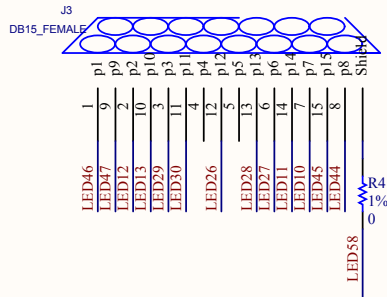 J3
DB15_FEMALE
p1
p9
p2
p10
p3
p11
p4
p12
p5
p13
p6
p14
p7
p15
p8
Shield
1
9
2
10
3
11
4
12
5
13
6
14
7
15
8
LED46
LED47
LED12
LED13
LED29
LED30
LED26
LED28
LED27
LED11
LED10
LED45
LED44
R4
1%
0
LED58